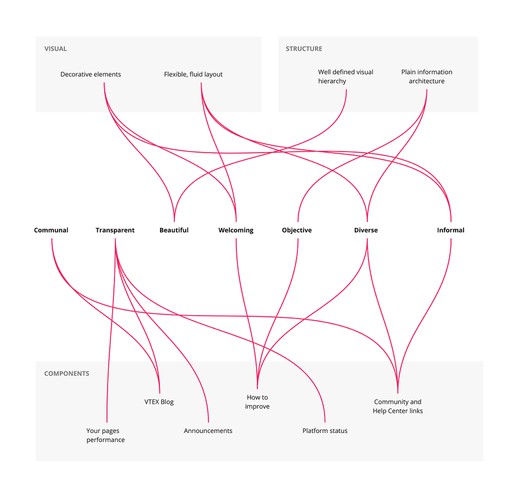 VISUAL
STRUCTURE
Decorative elements
Flexible, fluid layout
Well defined visual
hierarchy
Plain information
architecture
Communal
Transparent
Beautiful
Welcoming
Objective
Diverse
Informal
COMPONENTS
VTEX Blog
How to
improve
Community and
Help Center links
Your pages
performance
Announcements
Platform status